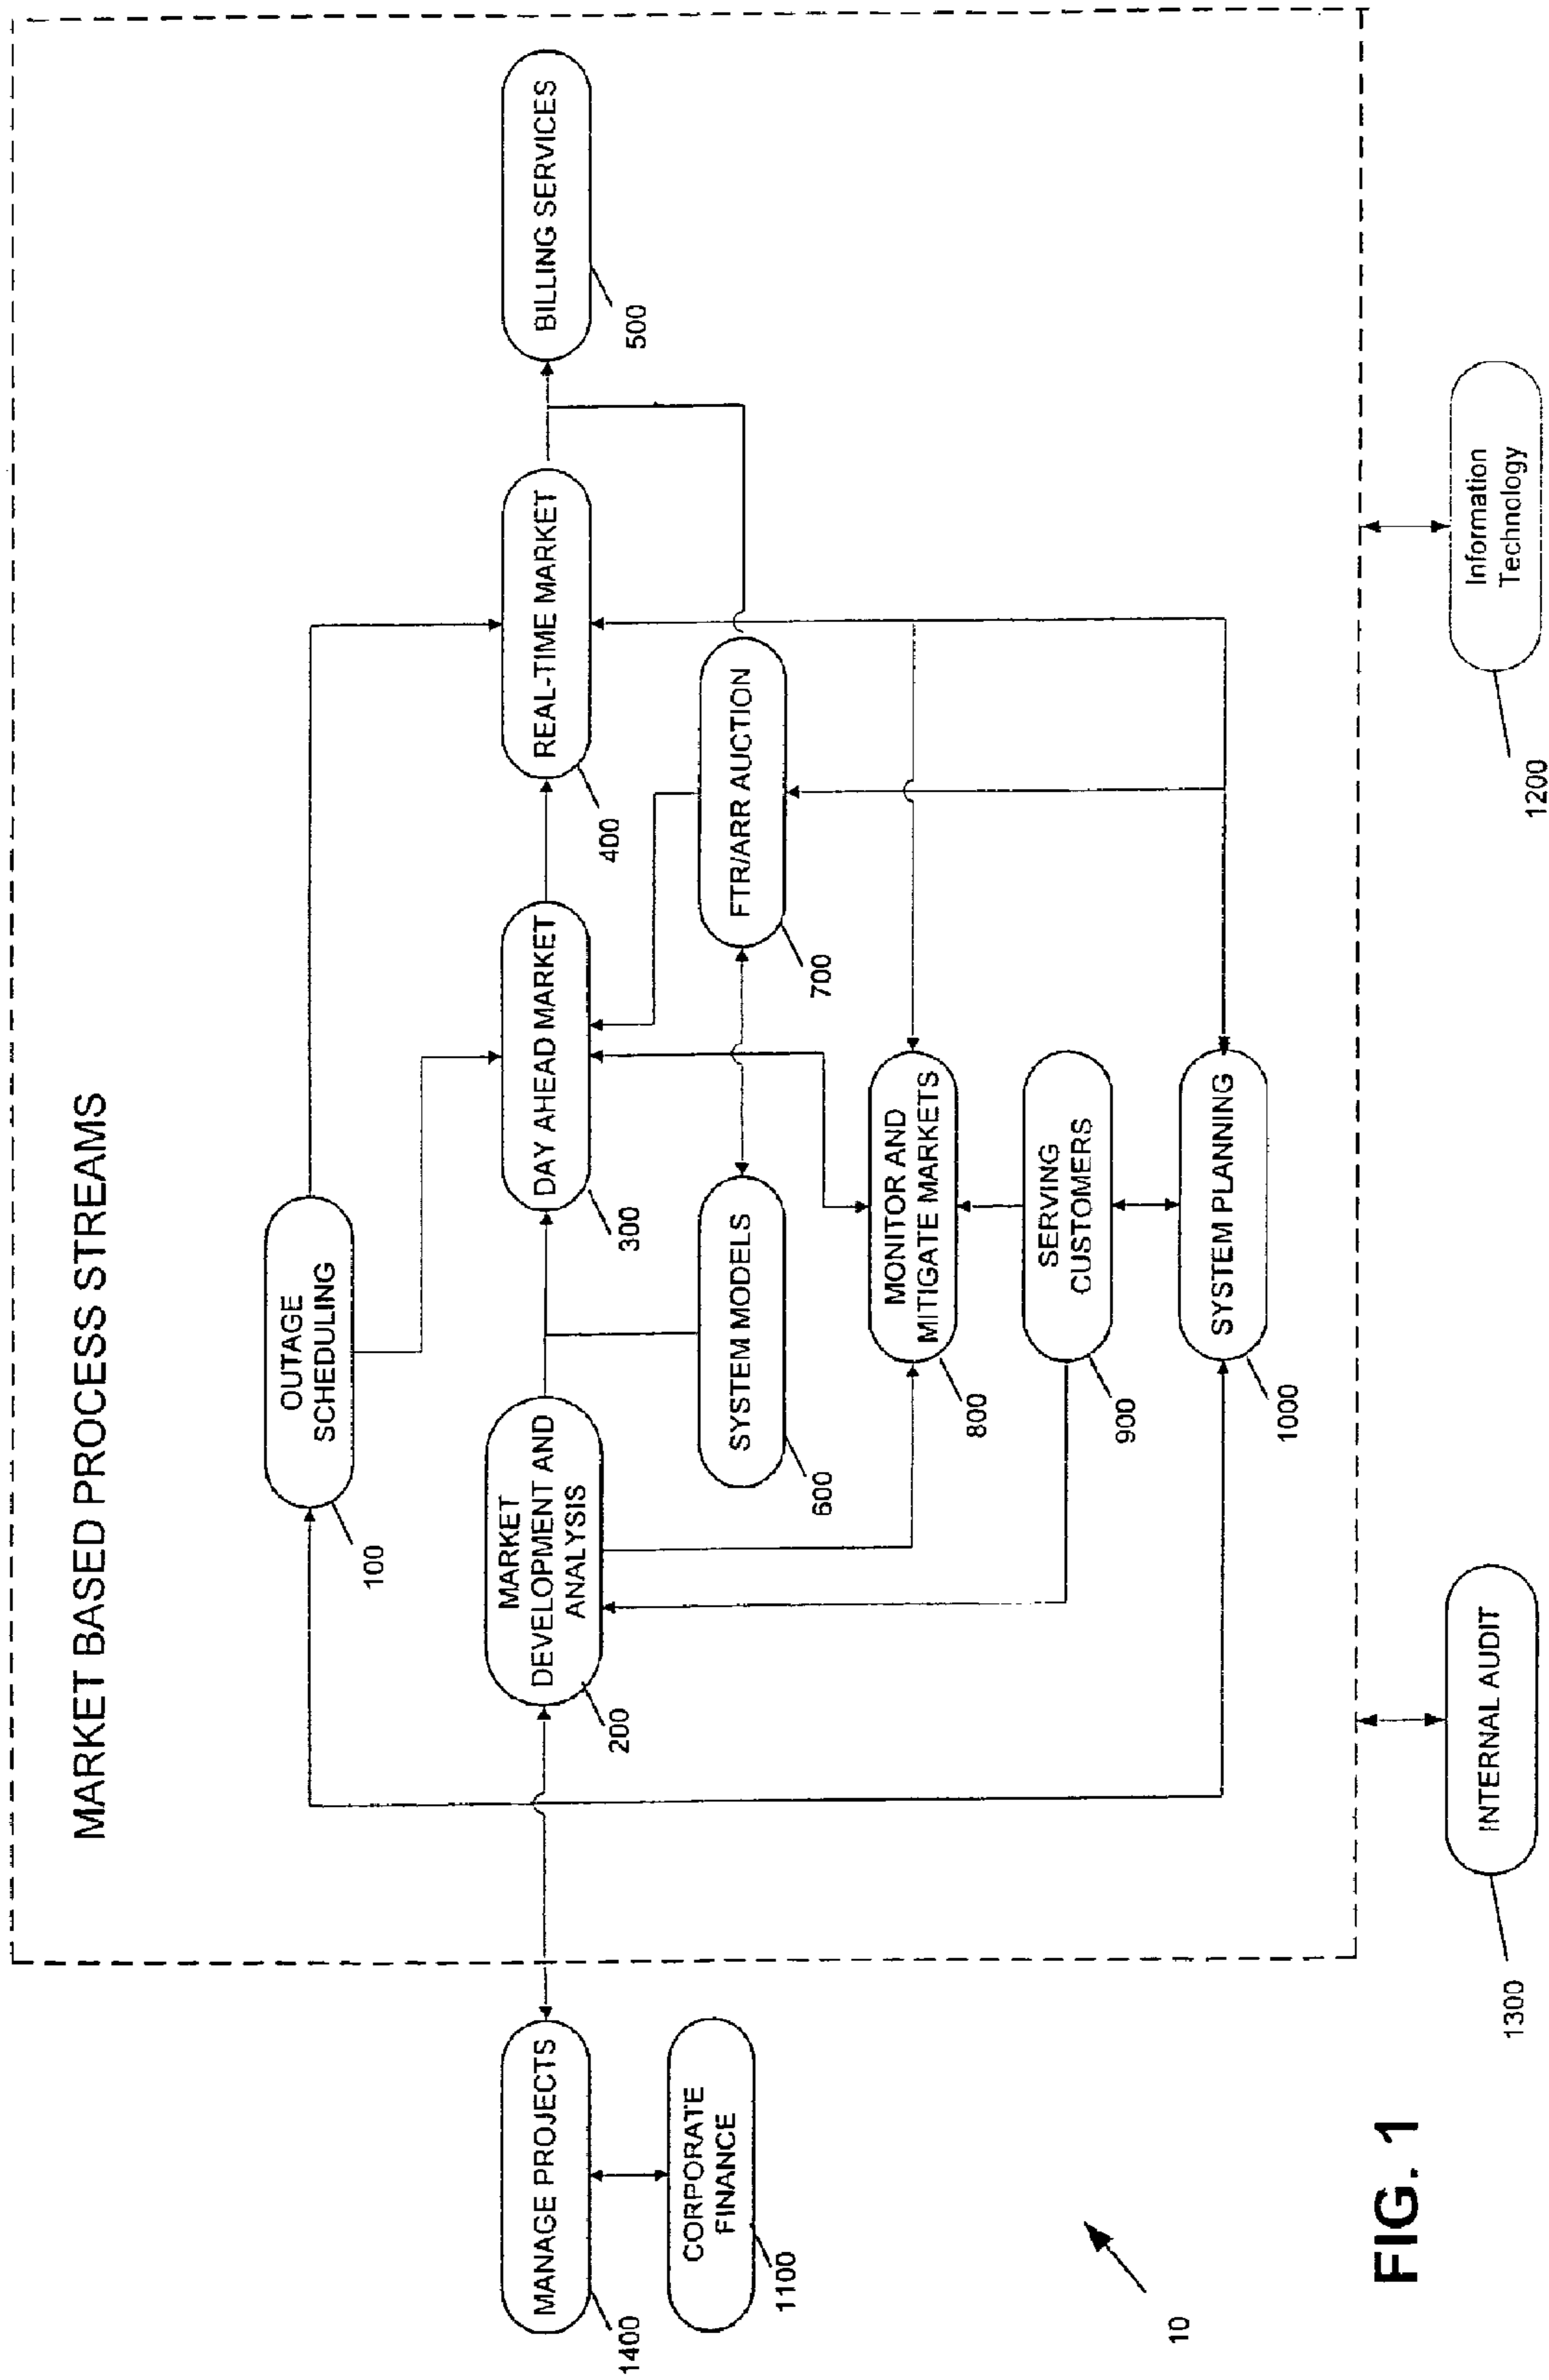 MARKET BASED PROCESS STREAMS
OUTAGE
SCHEDULING
100
MANAGE PROJECTS
1400
MARKET
DEVELOPMENT AND
ANALYSIS
200
DAY AHEAD MARKET
300
REAL-TIME MARKET
400
BILLING SERVICES
500
CORPORATE
FINANCE
1100
SYSTEM MODELS
600
FTR/ARR AUCTION
700
MONITOR AND
MITIGATE MARKETS
800
SERVING
CUSTOMERS
900
SYSTEM PLANNING
1000
10
INTERNAL AUDIT
1300
Information
Technology
1200
FIG. 1